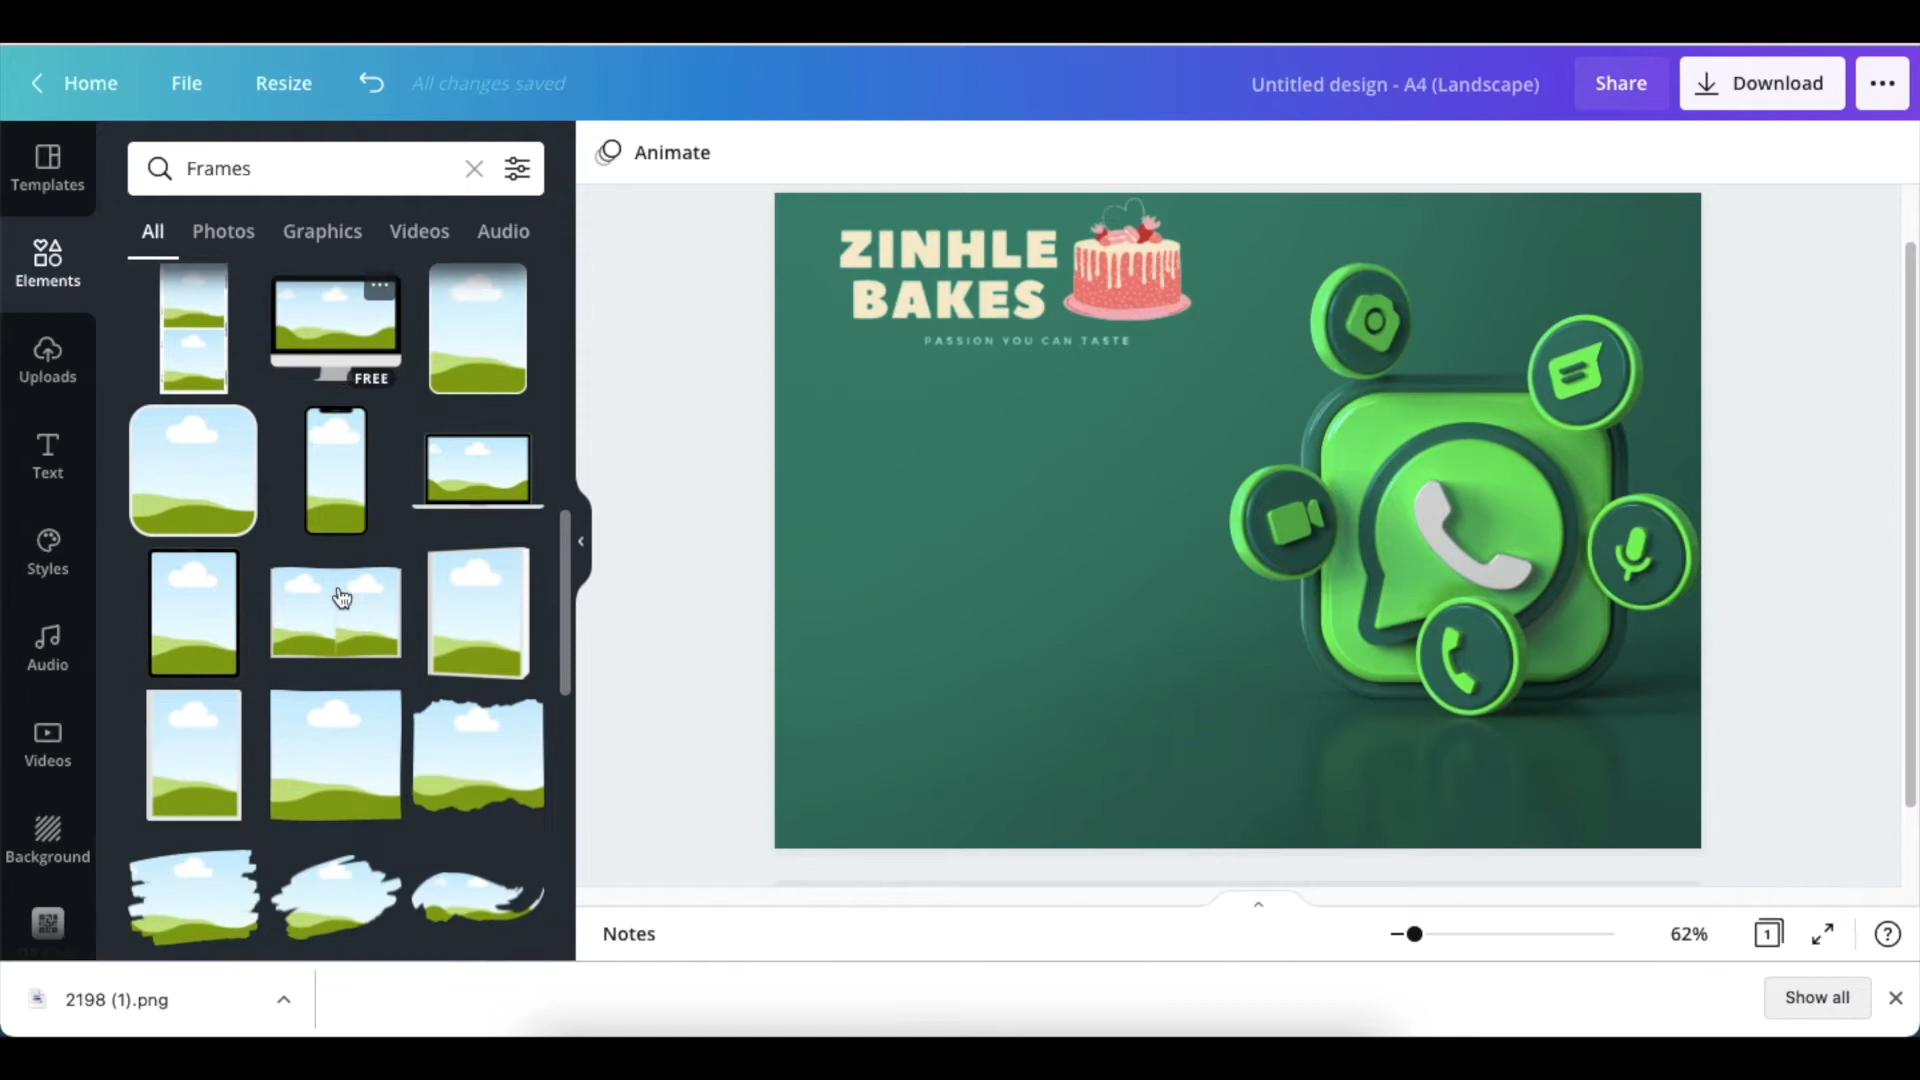 Home File Resize All changes saved Untitled design - A4 (Landscape) Share Download
Templates
Elements
Uploads
Text
Styles
Audio
Videos
Background
Frames
All Photos Graphics Videos Audio
FREE
Animate
ZINHLE
BAKES
PASSION YOU CAN TASTE
Notes 62% 1 ?
2198 (1).png Show all